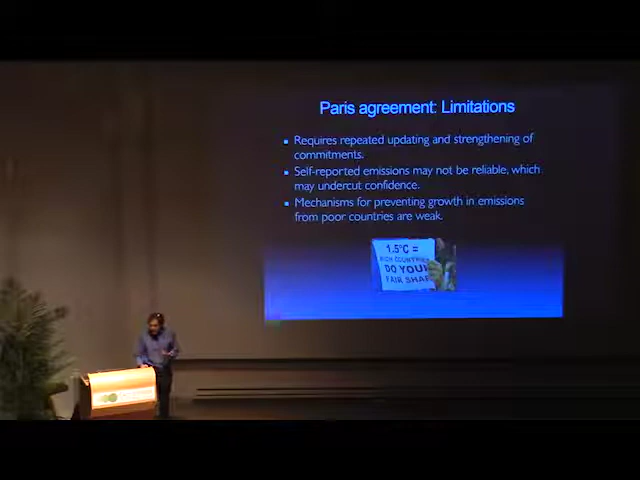 Paris agreement: Limitations
Requires repeated updating and strengthening of
commitments.
Self-reported emissions may not be reliable, which
may undercut confidence.
Mechanisms for preventing growth in emissions
from poor countries are weak.
1.5°C =
RICH COUNTRIES
DO YOUR
FAIR SHARE